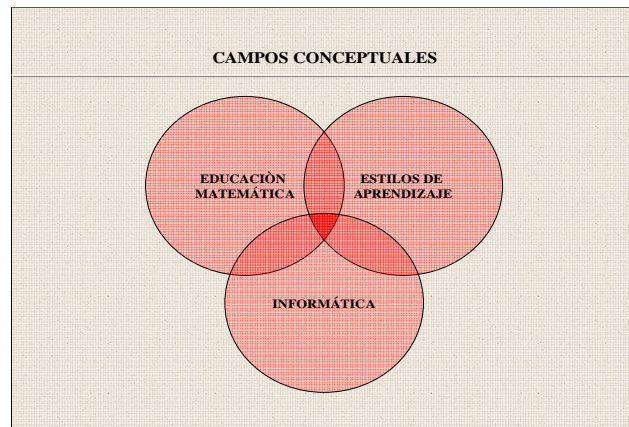 CAMPOS CONCEPTUALES
EDUCACIÒN
MATEMÁTICA
ESTILOS DE
APRENDIZAJE
INFORMÁTICA